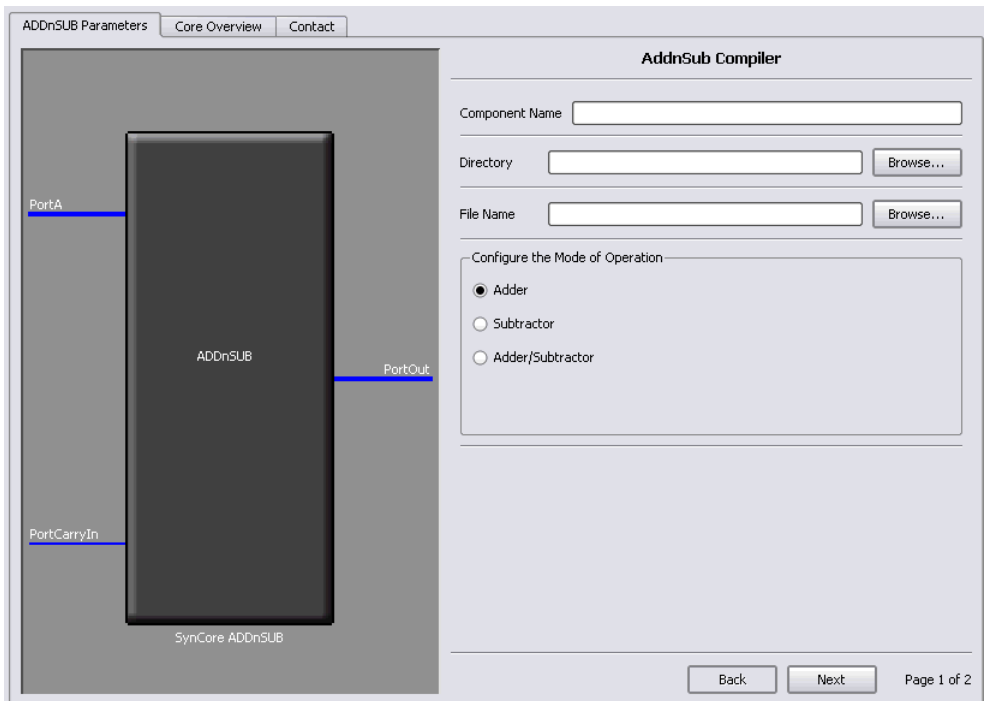 ADDnSUB Parameters
Core Overview
Contact
PortA
ADDnSUB
PortOut
PortCarryIn
SynCore ADDnSUB
AddnSub Compiler
Component Name
Directory
Browse...
File Name
Browse...
Configure the Mode of Operation
Adder
Subtractor
Adder/Subtractor
Back
Next
Page 1 of 2